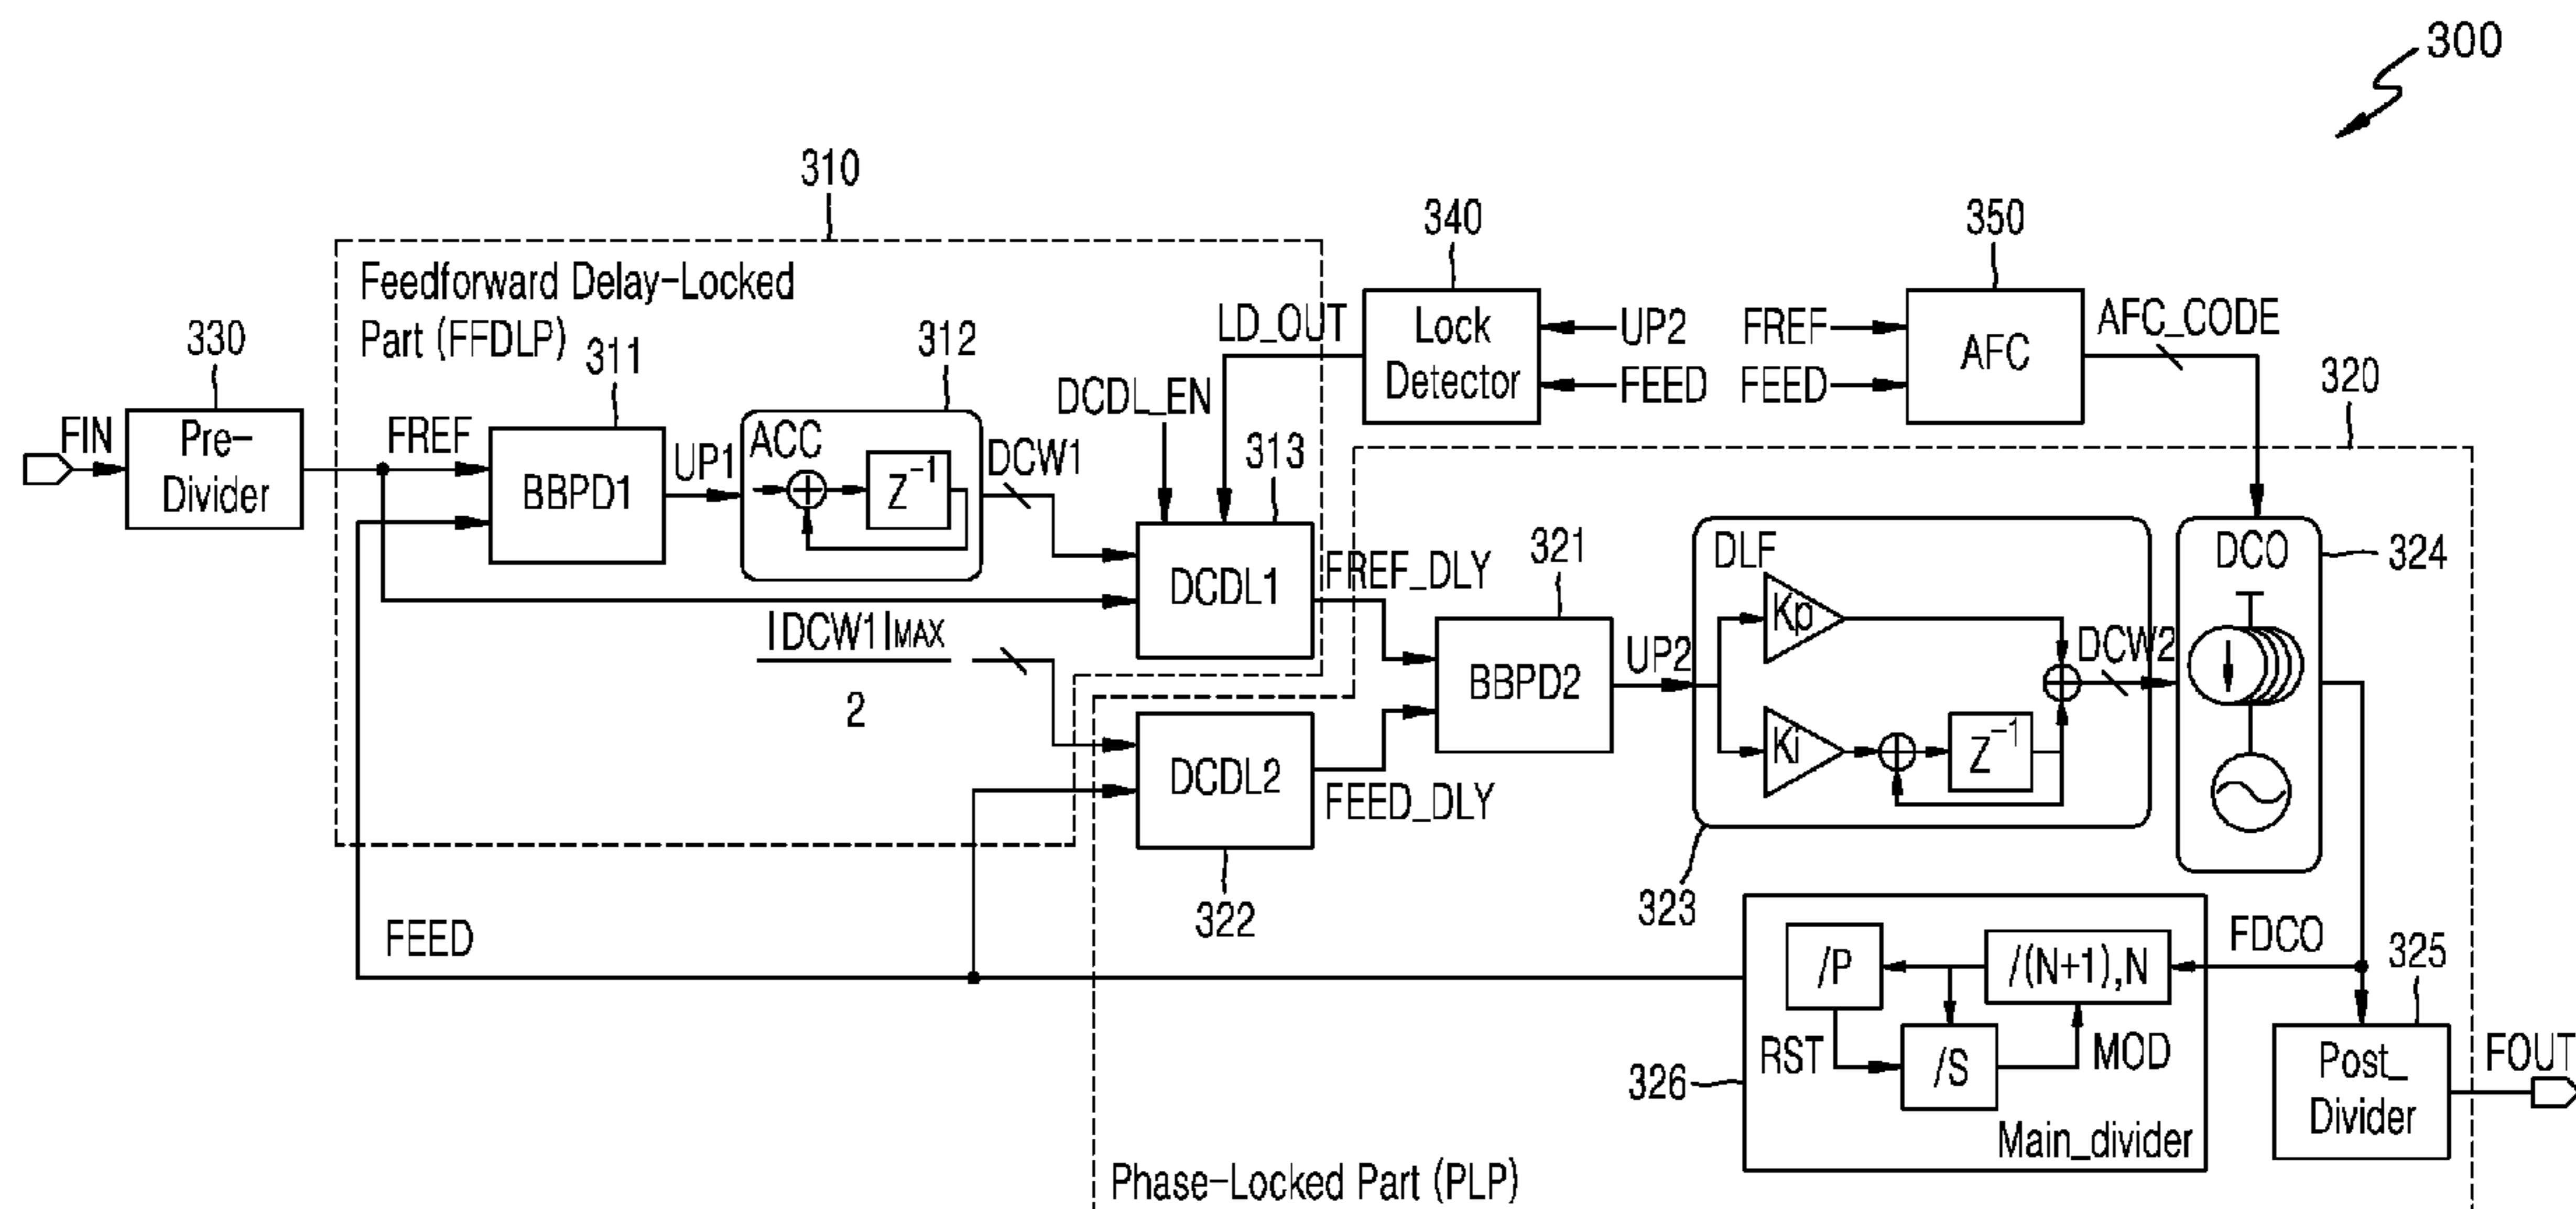 300
310
340
350
Feedforward Delay-Locked
Part (FFDLP)
330
311
312
LD_OUT
Lock
Detector
UP2
FEED
FREF
FEED
AFC
AFC_CODE
320
FIN
Pre-
Divider
FREF
BBPD1
UP1
ACC
Z⁻¹
DCW1
DCDL_EN
313
DCDL1
FREF_DLY
321
DLF
Kp
DCO
324
|DCW1|MAX
2
BBPD2
UP2
DCW2
Ki
Z⁻¹
DCDL2
FEED_DLY
322
323
FEED
/P
/(N+1),N
FDCO
325
RST
/S
MOD
326
Main_divider
Post_
Divider
FOUT
Phase-Locked Part (PLP)